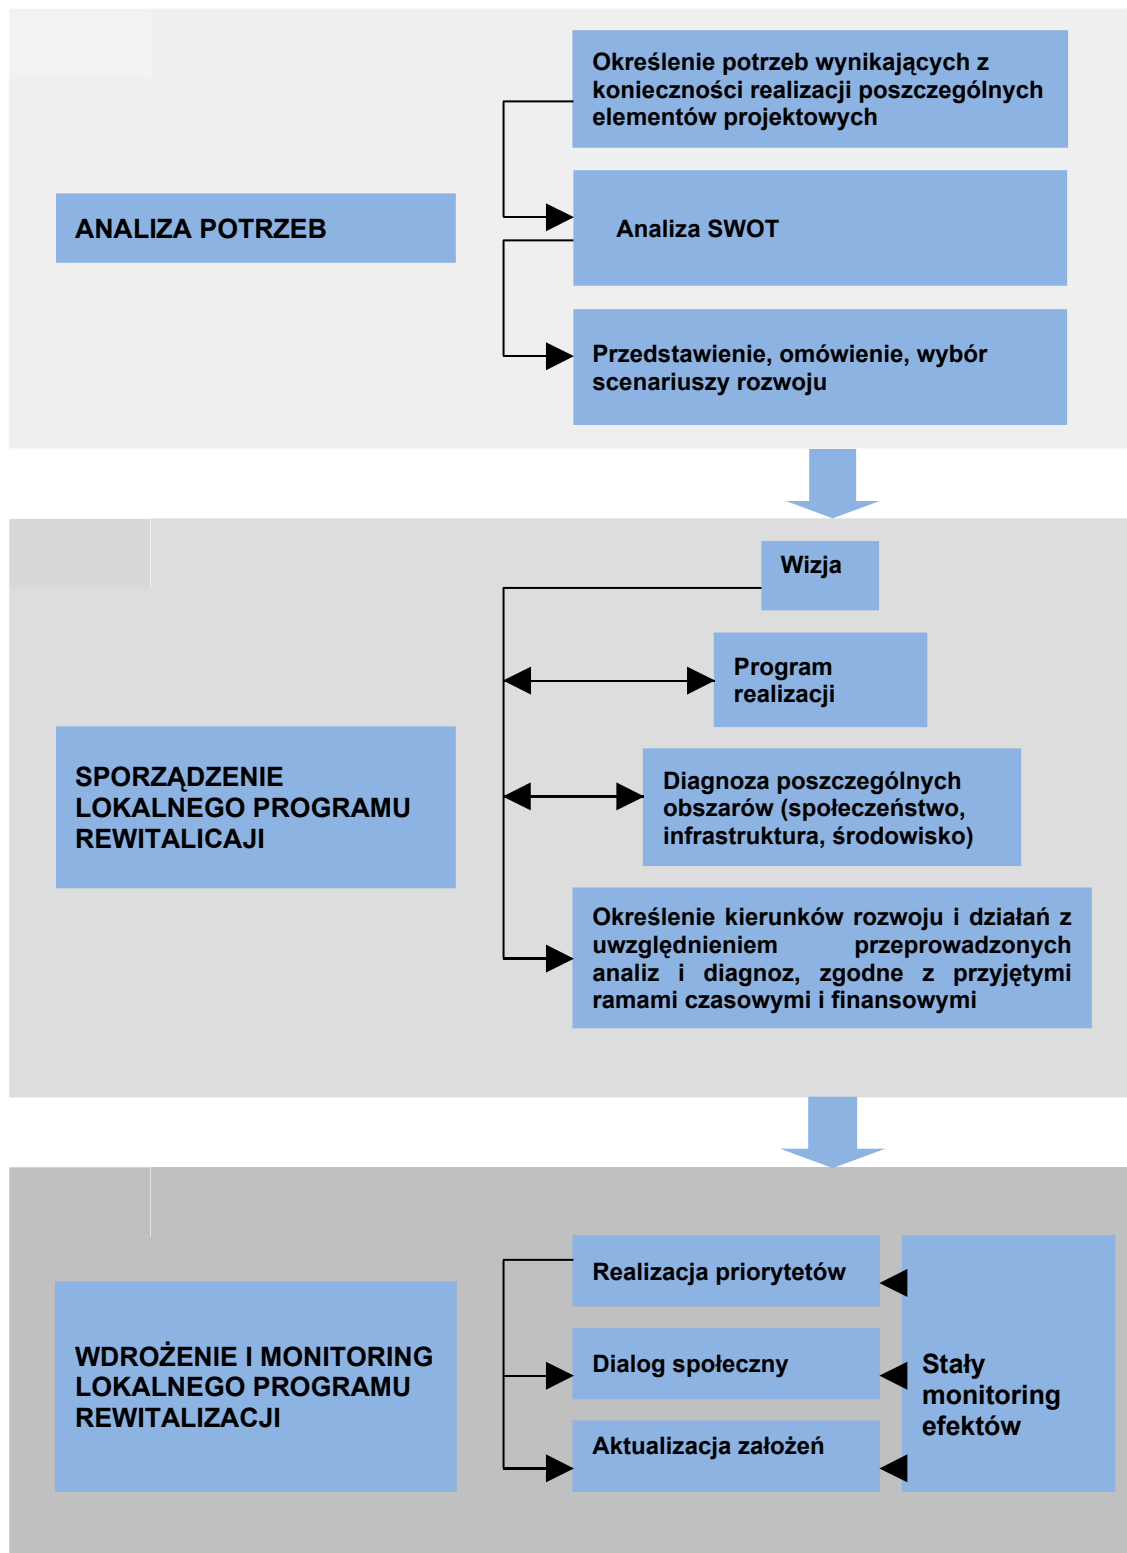 Określenie potrzeb wynikających z
konieczności realizacji poszczególnych
elementów projektowych
ANALIZA POTRZEB
Analiza SWOT
Przedstawienie, omówienie, wybór
scenariuszy rozwoju
Wizja
Program
realizacji
SPORZĄDZENIE
LOKALNEGO PROGRAMU
REWITALICAJI
Diagnoza poszczególnych
obszarów (społeczeństwo,
infrastruktura, środowisko)
Określenie kierunków rozwoju i działań z
uwzględnieniem przeprowadzonych
analiz i diagnoz, zgodne z przyjętymi
ramami czasowymi i finansowymi
WDROŻENIE I MONITORING
LOKALNEGO PROGRAMU
REWITALIZACJI
Realizacja priorytetów
Dialog społeczny
Aktualizacja założeń
Stały
monitoring
efektów